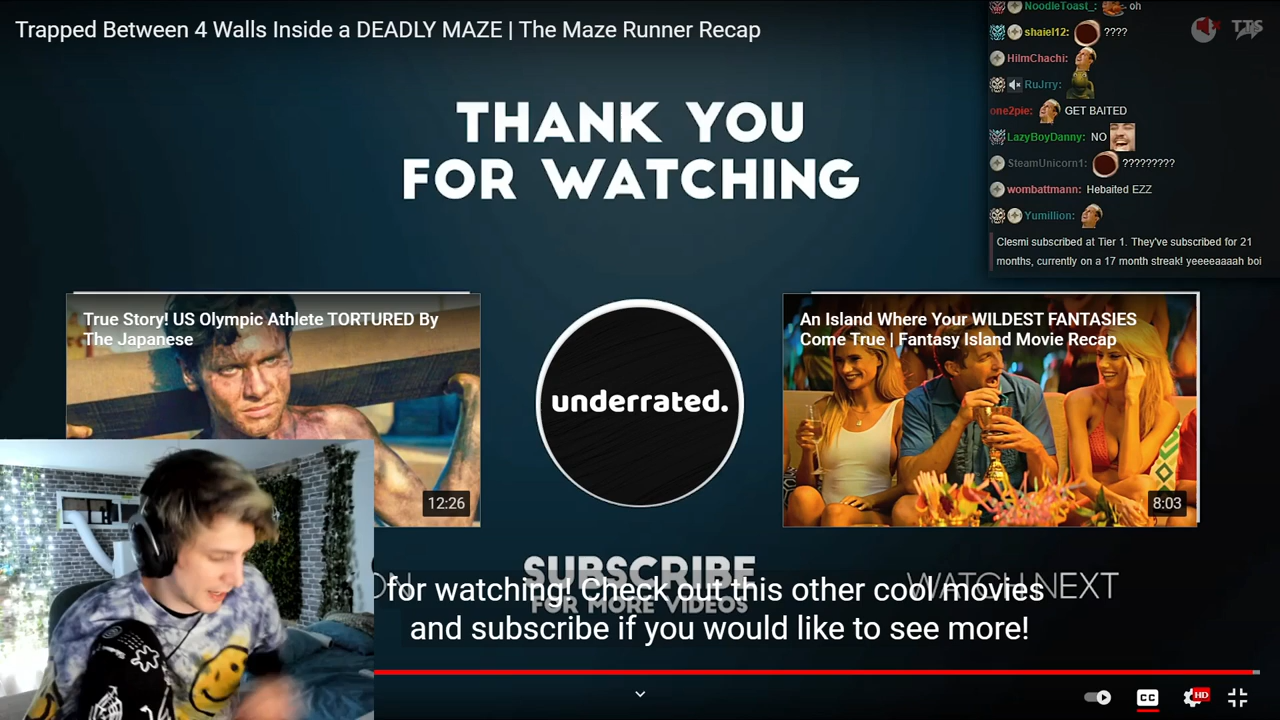 Trapped Between 4 Walls Inside a DEADLY MAZE | The Maze Runner Recap
NoodleToast_: oh
shaiel12: ????
HilmChachi:
RuJrry:
one2pie: GET BAITED
LazyBoyDanny: NO
SteamUnicorn1: ?????????
wombattmann: Hebaited EZZ
Yumillion:
Clesmi subscribed at Tier 1. They've subscribed for 21
months, currently on a 17 month streak! yeeeeaaaah boi
TTS
THANK YOU
FOR WATCHING
True Story! US Olympic Athlete TORTURED By
The Japanese
12:26
underrated.
An Island Where Your WILDEST FANTASIES
Come True | Fantasy Island Movie Recap
8:03
SUBSCRIBE
FOR MORE VIDEOS
WATCH NEXT
for watching! Check out this other cool movies
and subscribe if you would like to see more!
CC
HD